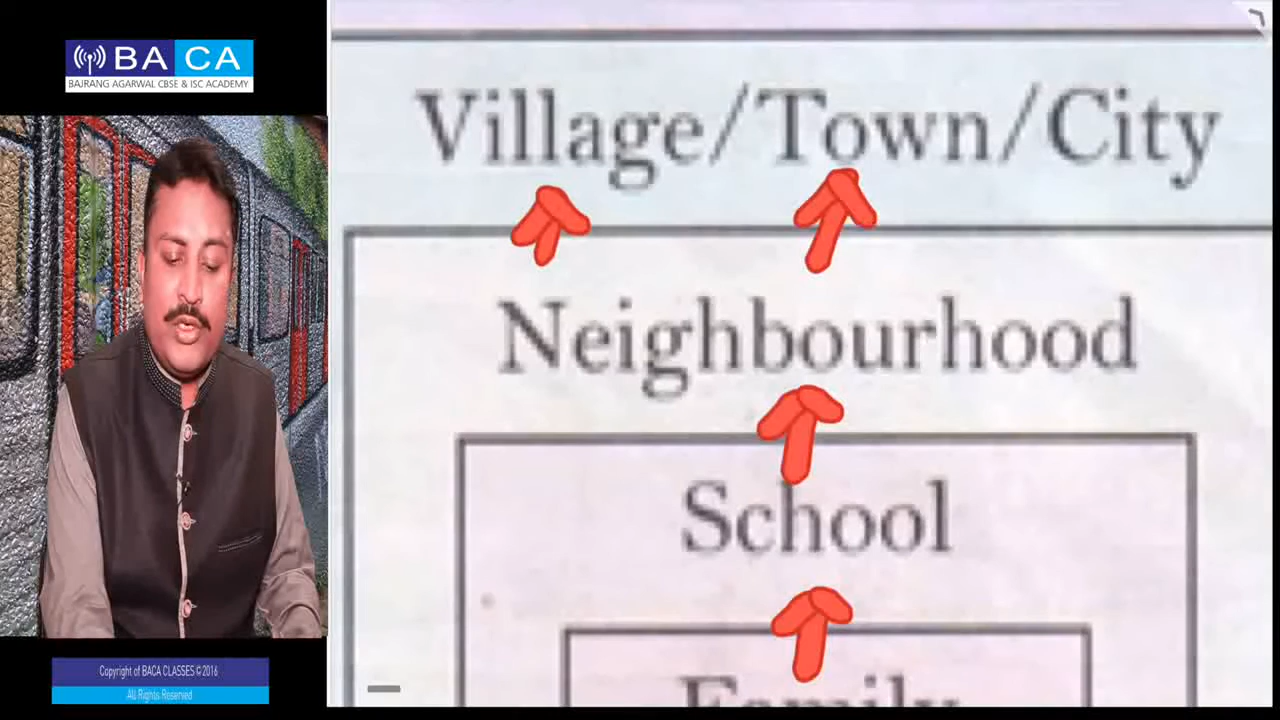 BACA
BAJRANG AGARWAL CBSE & ISC ACADEMY
Village/Town/City
Neighbourhood
School
Family
Copyright of BACA CLASSES ©2016
All Rights Reserved